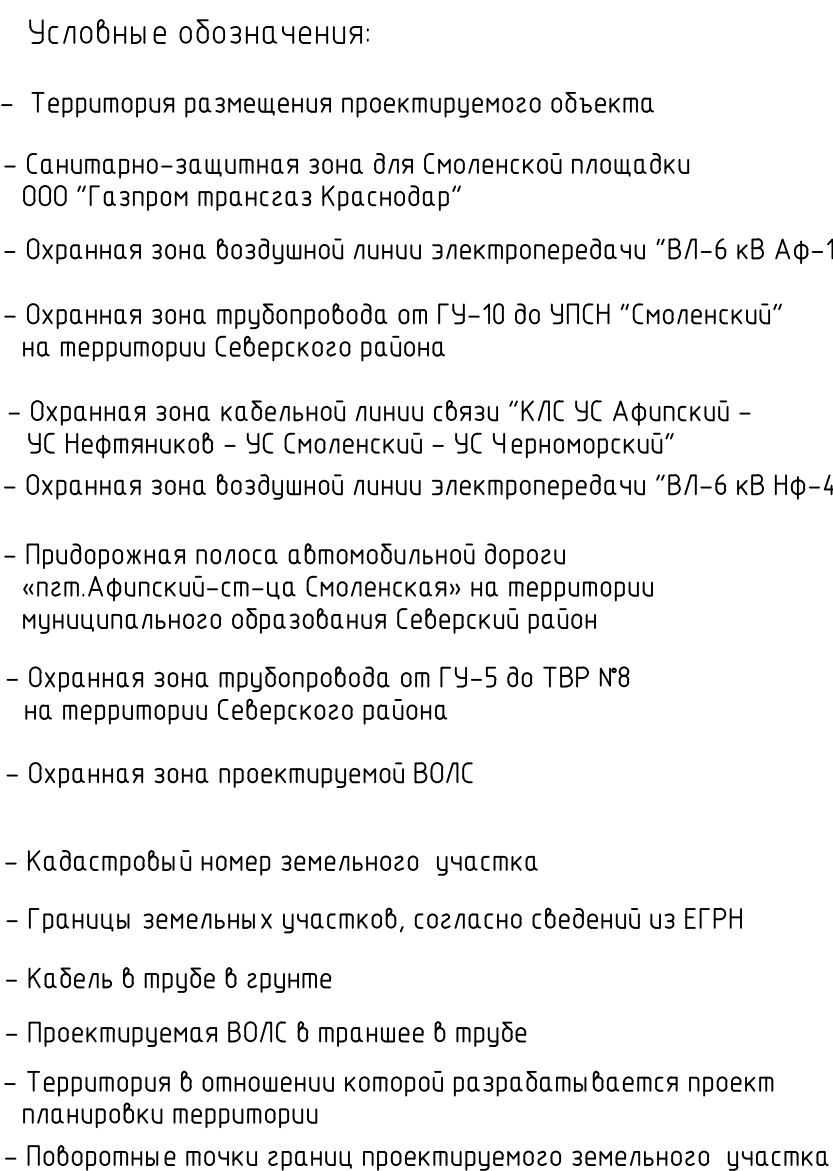 Условные обозначения:
- Территория размещения проектируемого объекта
- Санитарно-защитная зона для Смоленской площадки
ООО "Газпром трансгаз Краснодар"
- Охранная зона воздушной линии электропередачи "ВЛ-6 кВ Аф-1
- Охранная зона трубопровода от ГУ-10 до УПСН "Смоленский"
на территории Северского района
- Охранная зона кабельной линии связи "КЛС УС Афипский -
УС Нефтяников - УС Смоленский - УС Черноморский"
- Охранная зона воздушной линии электропередачи "ВЛ-6 кВ Нф-4
- Придорожная полоса автомобильной дороги
«пгт.Афипский-ст-ца Смоленская» на территории
муниципального образования Северский район
- Охранная зона трубопровода от ГУ-5 до ТВР №8
на территории Северского района
- Охранная зона проектируемой ВОЛС
- Кадастровый номер земельного участка
- Границы земельных участков, согласно сведений из ЕГРН
- Кабель в трубе в грунте
- Проектируемая ВОЛС в траншее в трубе
- Территория в отношении которой разрабатывается проект
планировки территории
- Поворотные точки границ проектируемого земельного участка